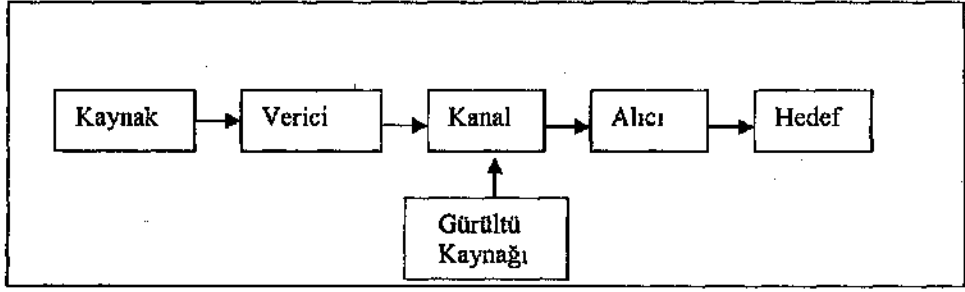 Kaynak
Verici
Kanal
Alıcı
Hedef
Gürültü
Kaynağı